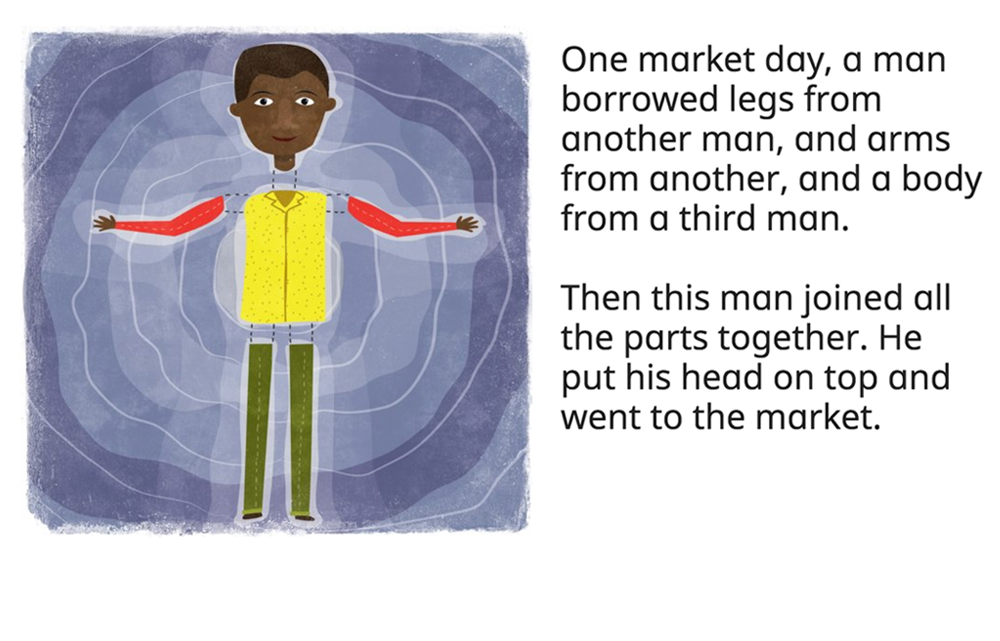 One market day, a man
borrowed legs from
another man, and arms
from another, and a body
from a third man.
Then this man joined all
the parts together. He
put his head on top and
went to the market.